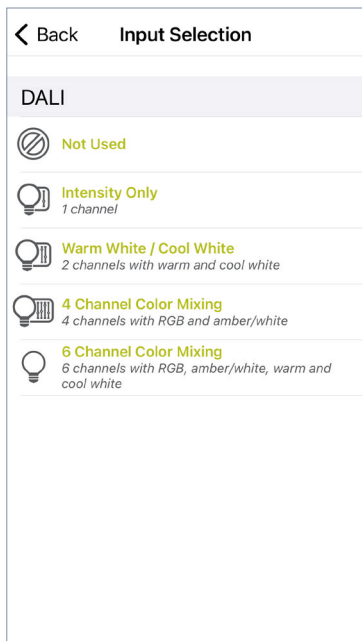 Back
Input Selection
DALI
Not Used
Intensity Only
1 channel
Warm White / Cool White
2 channels with warm and cool white
4 Channel Color Mixing
4 channels with RGB and amber/white
6 Channel Color Mixing
6 channels with RGB, amber/white, warm and
cool white